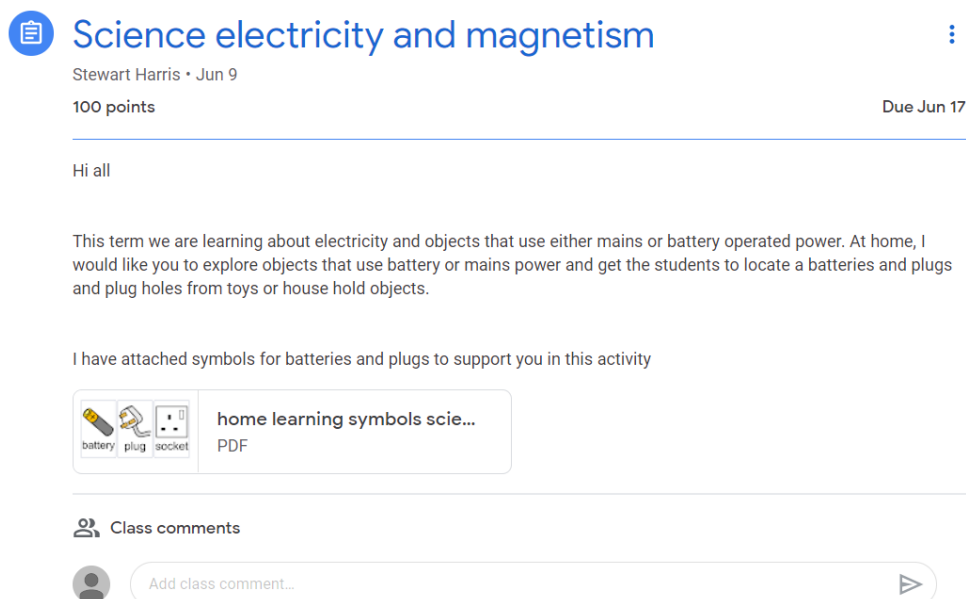 Science electricity and magnetism
Stewart Harris • Jun 9
100 points
Due Jun 17
Hi all
This term we are learning about electricity and objects that use either mains or battery operated power. At home, I
would like you to explore objects that use battery or mains power and get the students to locate a batteries and plugs
and plug holes from toys or house hold objects.
I have attached symbols for batteries and plugs to support you in this activity
battery plug socket
home learning symbols scie...
PDF
Class comments
Add class comment...